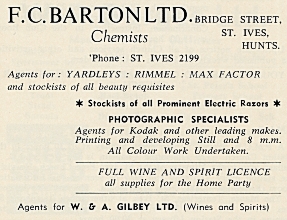 F.C.BARTON LTD. BRIDGE STREET,
ST. IVES,
HUNTS.
Chemists
'Phone : ST. IVES 2199
Agents for : YARDLEYS : RIMMEL : MAX FACTOR
and stockists of all beauty requisites
* Stockists of all Prominent Electric Razors *
PHOTOGRAPHIC SPECIALISTS
Agents for Kodak and other leading makes.
Printing and developing Still and 8 m.m.
All Colour Work Undertaken.
FULL WINE AND SPIRIT LICENCE
all supplies for the Home Party
Agents for W. & A. GILBEY LTD. (Wines and Spirits)